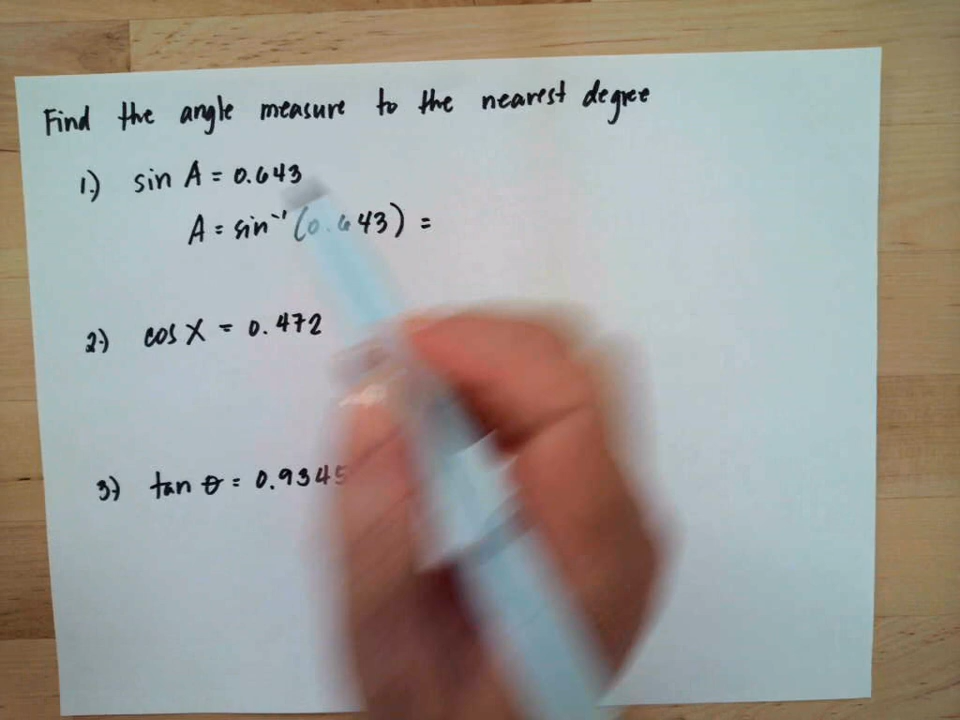 Find the angle measure to the nearest degree
1.) sin A = 0.643
A = sin⁻¹ (0.643) =
2.) cos X = 0.472
3.) tan θ = 0.9345